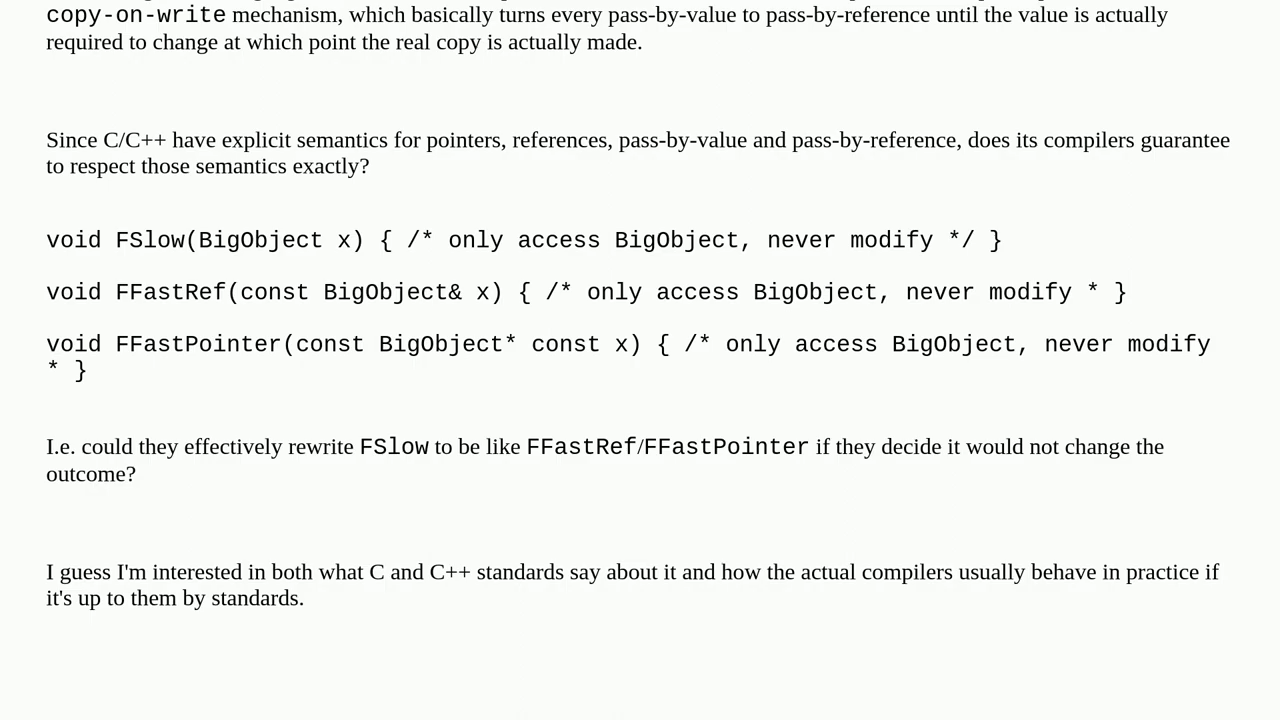 copy-on-write mechanism, which basically turns every pass-by-value to pass-by-reference until the value is actually
required to change at which point the real copy is actually made.
Since C/C++ have explicit semantics for pointers, references, pass-by-value and pass-by-reference, does its compilers guarantee
to respect those semantics exactly?
void FSlow(BigObject x) { /* only access BigObject, never modify */ }
void FFastRef(const BigObject& x) { /* only access BigObject, never modify * }
void FFastPointer(const BigObject* const x) { /* only access BigObject, never modify
* }
I.e. could they effectively rewrite FSlow to be like FFastRef/FFastPointer if they decide it would not change the
outcome?
I guess I'm interested in both what C and C++ standards say about it and how the actual compilers usually behave in practice if
it's up to them by standards.